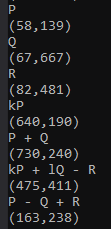 P
(58,139)
Q
(67,667)
R
(82,481)
kP
(640,190)
P + Q
(730,240)
kP + lQ - R
(475,411)
P - Q + R
(163,238)